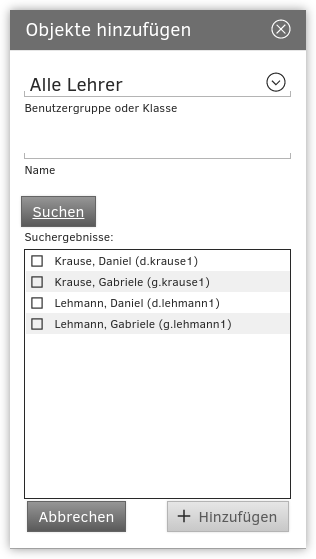 Objekte hinzufügen
Alle Lehrer
Benutzergruppe oder Klasse
Name
Suchen
Suchergebnisse:
Krause, Daniel (d.krause1)
Krause, Gabriele (g.krause1)
Lehmann, Daniel (d.lehmann1)
Lehmann, Gabriele (g.lehmann1)
Abbrechen
Hinzufügen